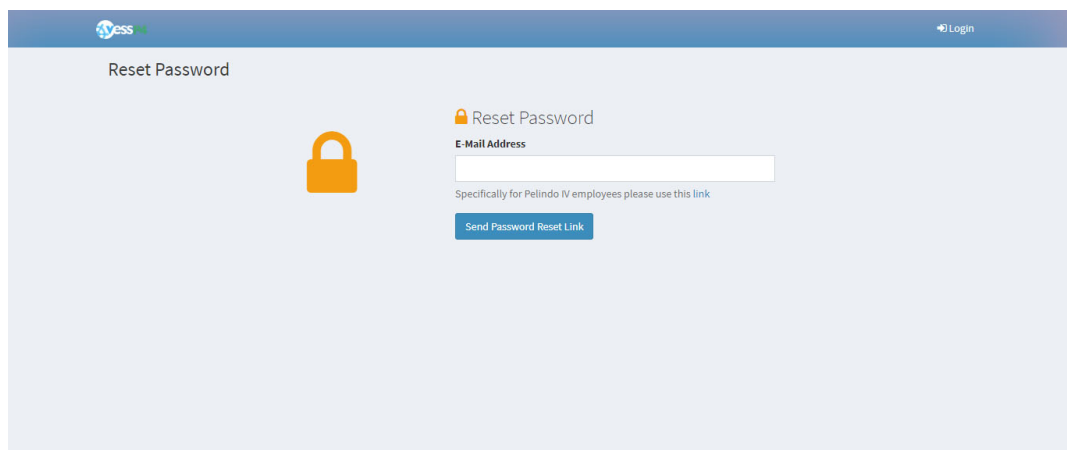 Yess
Login
Reset Password
Reset Password
E-Mail Address
Specifically for Pelindo IV employees please use this link
Send Password Reset Link